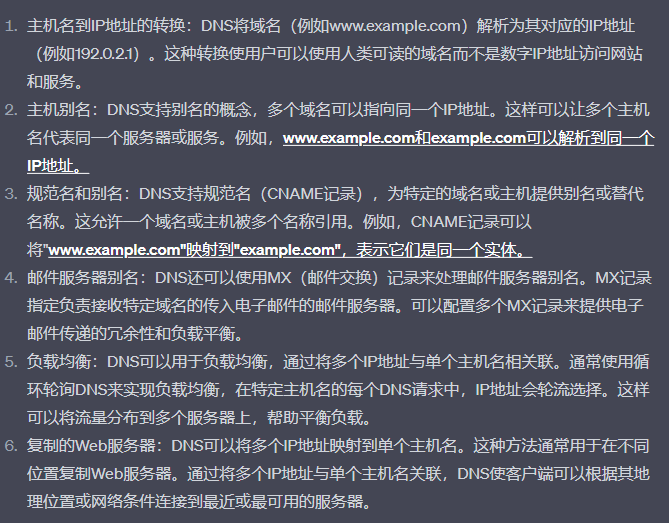 1. 主机名到IP地址的转换：DNS将域名（例如www.example.com）解析为其对应的IP地址
（例如192.0.2.1）。这种转换使用户可以使用人类可读的域名而不是数字IP地址访问网站
和服务。
2. 主机别名：DNS支持别名的概念，多个域名可以指向同一个IP地址。这样可以让多个主机
名代表同一个服务器或服务。例如，www.example.com和example.com可以解析到同一个
IP地址。
3. 规范名和别名：DNS支持规范名（CNAME记录），为特定的域名或主机提供别名或替代
名称。这允许一个域名或主机被多个名称引用。例如，CNAME记录可以
将"www.example.com"映射到"example.com"，表示它们是同一个实体。
4. 邮件服务器别名：DNS还可以使用MX（邮件交换）记录来处理邮件服务器别名。MX记录
指定负责接收特定域名的传入电子邮件的邮件服务器。可以配置多个MX记录来提供电子
邮件传递的冗余性和负载平衡。
5. 负载均衡：DNS可以用于负载均衡，通过将多个IP地址与单个主机名相关联。通常使用循
环轮询DNS来实现负载均衡，在特定主机名的每个DNS请求中，IP地址会轮流选择。这样
可以将流量分布到多个服务器上，帮助平衡负载。
6. 复制的Web服务器：DNS可以将多个IP地址映射到单个主机名。这种方法通常用于在不同
位置复制Web服务器。通过将多个IP地址与单个主机名关联，DNS使客户端可以根据其地
理位置或网络条件连接到最近或最可用的服务器。